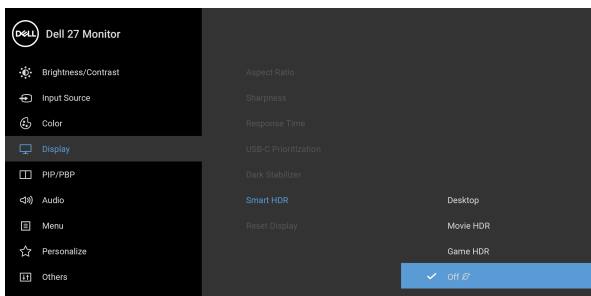 DELL Dell 27 Monitor
Brightness/Contrast
Input Source
Color
Display
PIP/PBP
Audio
Menu
Personalize
Others
Aspect Ratio
Sharpness
Response Time
USB-C Prioritization
Dark Stabilizer
Smart HDR
Reset Display
Desktop
Movie HDR
Game HDR
Off